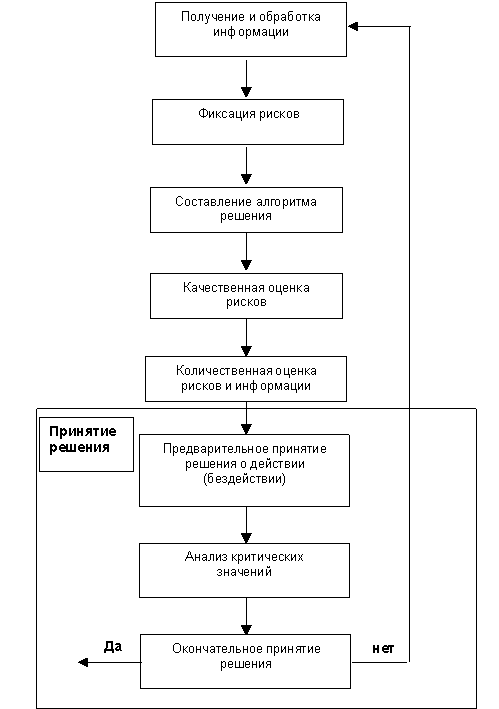 Получение и обработка
информации
Фиксация рисков
Составление алгоритма
решения
Качественная оценка
рисков
Количественная оценка
рисков и информации
Принятие
решения
Предварительное принятие
решения о действии
(бездействии)
Анализ критических
значений
Да
Окончательное принятие
решения
нет